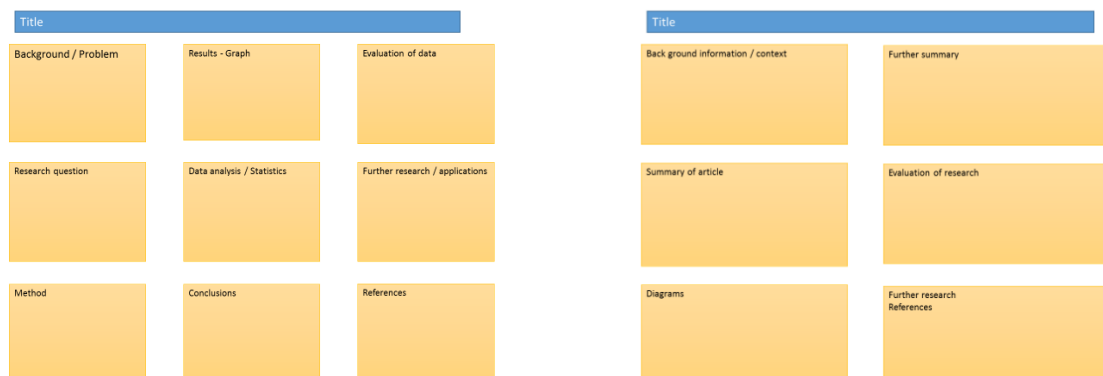 Title
Background / Problem
Results - Graph
Evaluation of data
Research question
Data analysis / Statistics
Further research / applications
Method
Conclusions
References
Title
Back ground information / context
Further summary
Summary of article
Evaluation of research
Diagrams
Further research
References